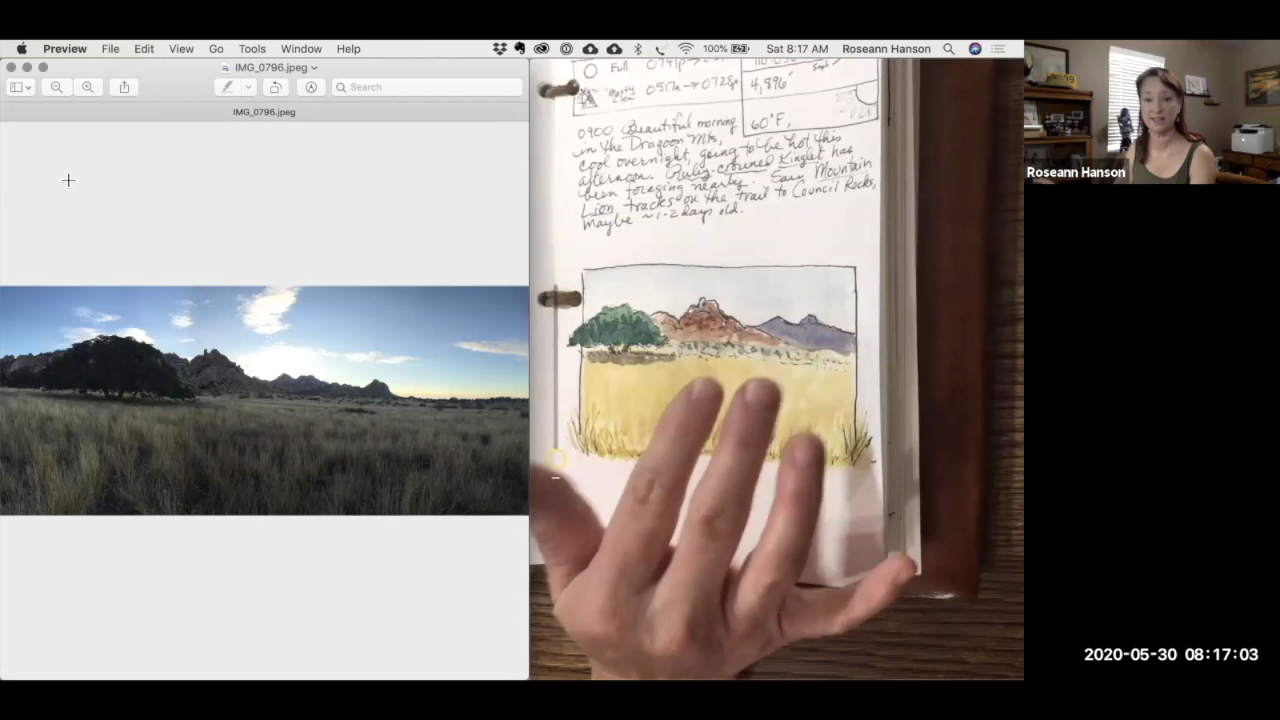 Preview File Edit View Go Tools Window Help
100% Sat 8:17 AM Roseann Hanson
IMG_0796.jpeg
Search
IMG_0796.jpeg
Full
mostly clear
4,896'
60°F,
0900 Beautiful morning
in the Dragoon Mts,
cool overnight, going to be hot this
afternoon. Ruby-crowned Kinglet has
been foraging nearby. Saw Mountain
Lion tracks on the trail to Council Rocks,
maybe ~1-2 days old.
Roseann Hanson
2020-05-30 08:17:03